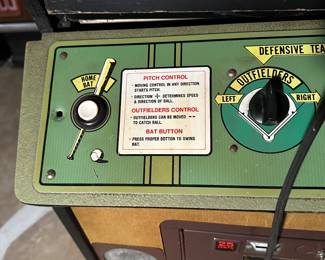 HOME
BAT
PITCH CONTROL
• MOVING CONTROL IN ANY DIRECTION
STARTS PITCH.
• DIRECTION + DETERMINES SPEED
& DIRECTION OF BALL.
OUTFIELDERS CONTROL
• OUTFIELDERS CAN BE MOVED ↔
TO CATCH BALL.
BAT BUTTON
• PRESS PROPER BUTTON TO SWING
BAT.
DEFENSIVE TEA
OUTFIELDERS
LEFT
RIGHT